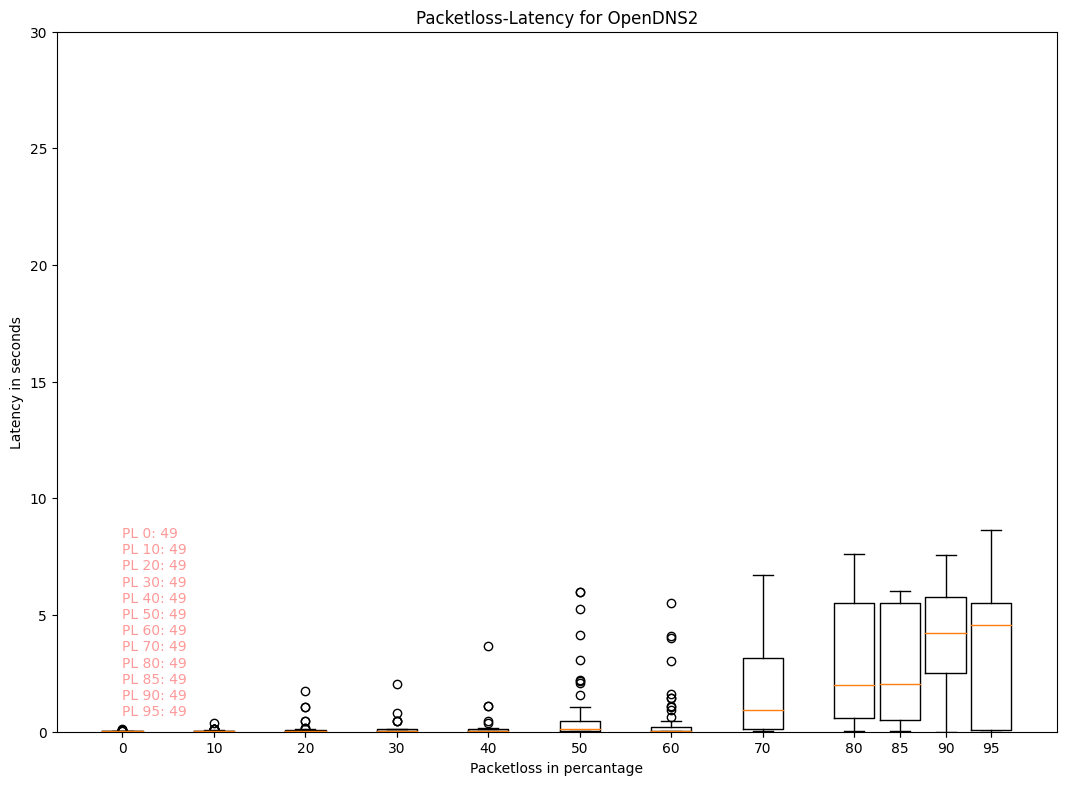 Packetloss-Latency for OpenDNS2
30
25
20
15
10
5
0
Latency in seconds
PL 0: 49
PL 10: 49
PL 20: 49
PL 30: 49
PL 40: 49
PL 50: 49
PL 60: 49
PL 70: 49
PL 80: 49
PL 85: 49
PL 90: 49
PL 95: 49
0 10 20 30 40 50 60 70 80 85 90 95
Packetloss in percantage